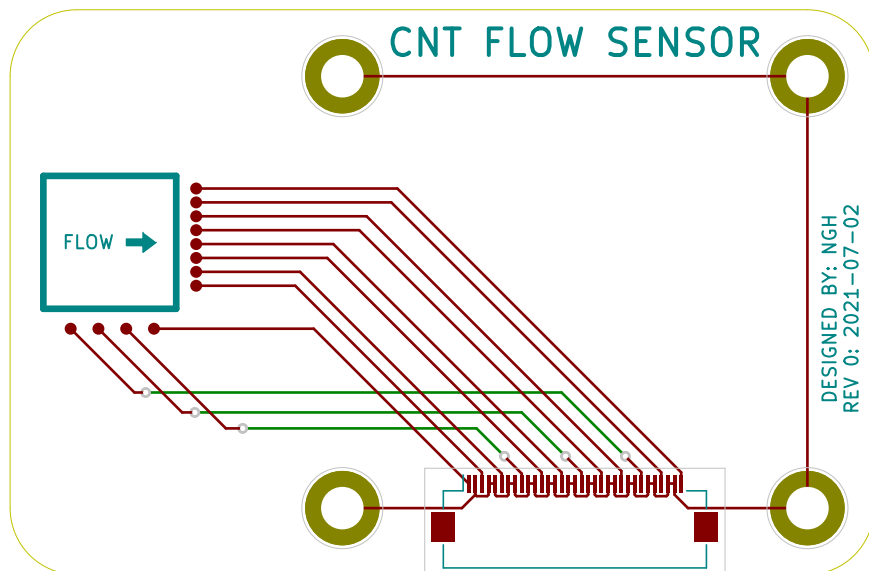 CNT FLOW SENSOR
FLOW
DESIGNED BY: NGH
REV 0: 2021-07-02